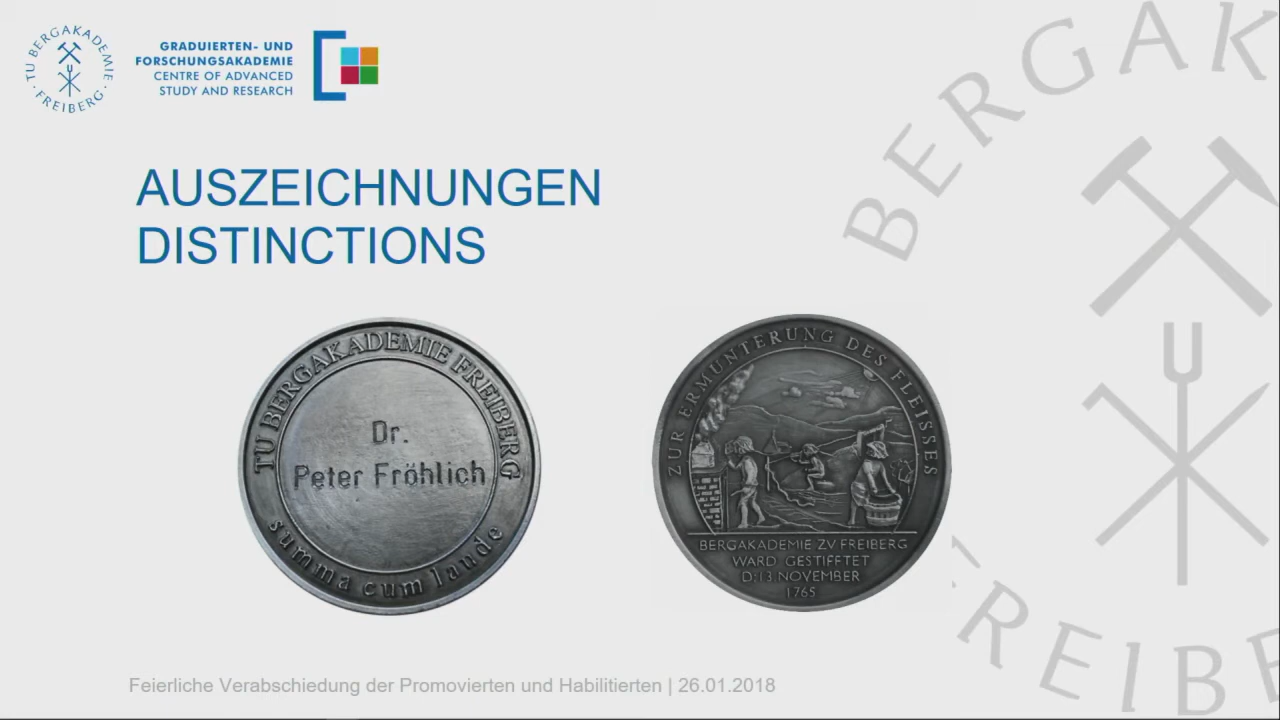 TU BERGAKADEMIE
FREIBERG
GRADUIERTEN- UND
FORSCHUNGSAKADEMIE
CENTRE OF ADVANCED
STUDY AND RESEARCH
BERGAK
AUSZEICHNUNGEN
DISTINCTIONS
TU BERGAKADEMIE FREIBERG
Dr.
Peter Fröhlich
summa cum laude
ZUR ERMUNTERUNG DES FLEISSES
BERGAKADEMIE ZV FREIBERG
WARD GESTIFFTET
D:13 NOVEMBER
1765
FREIBE
Feierliche Verabschiedung der Promovierten und Habilitierten | 26.01.2018